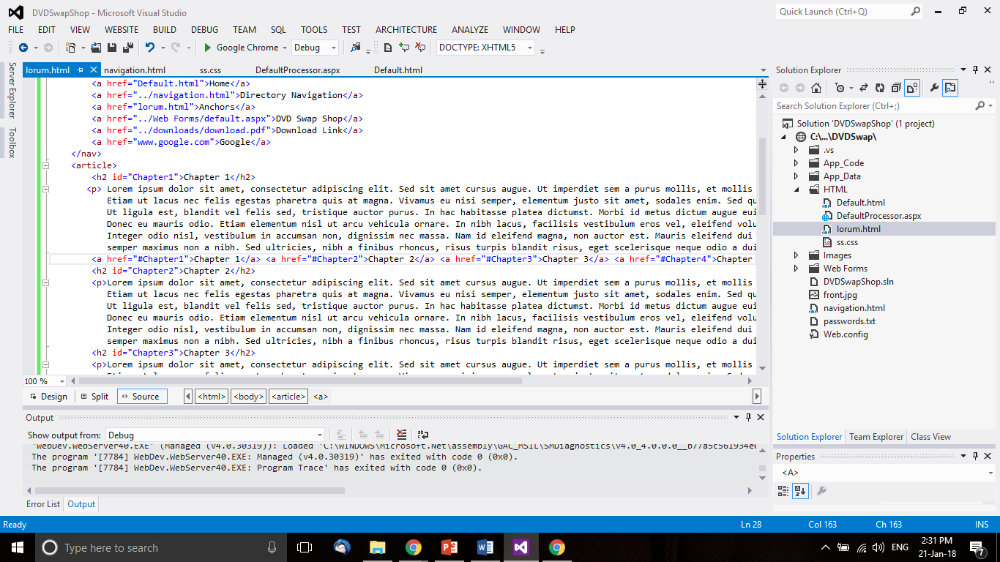 DVDSwapShop - Microsoft Visual Studio
Quick Launch (Ctrl+Q)
FILE EDIT VIEW WEBSITE BUILD DEBUG TEAM SQL TOOLS TEST ARCHITECTURE ANALYZE WINDOW HELP
Google Chrome Debug DOCTYPE: XHTML5
Server Explorer
Toolbox
lorum.html navigation.html ss.css DefaultProcessor.aspx Default.html
<a href="Default.html">Home</a>
<a href="../navigation.html">Directory Navigation</a>
<a href="lorum.html">Anchors</a>
<a href="../Web Forms/default.aspx">DVD Swap Shop</a>
<a href="../downloads/download.pdf">Download Link</a>
<a href="www.google.com">Google</a>
</nav>
<article>
<h2 id="Chapter1">Chapter 1</h2>
<p> Lorem ipsum dolor sit amet, consectetur adipiscing elit. Sed sit amet cursus augue. Ut imperdiet sem a purus mollis, et mollis
Etiam ut lacus nec felis egestas pharetra quis at magna. Vivamus eu nisi semper, elementum justo sit amet, sodales enim. Sed qu
Ut ligula est, blandit vel felis sed, tristique auctor purus. In hac habitasse platea dictumst. Morbi id metus dictum augue eui
Donec eu mauris odio. Etiam elementum nisl ut arcu vehicula ornare. In nibh lacus, facilisis vestibulum eros vel, eleifend volu
Integer odio nisl, vestibulum in accumsan non, dignissim nec massa. Nam id eleifend magna, non auctor est. Mauris eleifend dui
semper maximus non a nibh. Sed ultricies, nibh a finibus rhoncus, risus turpis blandit risus, eget scelerisque neque odio a dui
<a href="#Chapter1">Chapter 1</a> <a href="#Chapter2">Chapter 2</a> <a href="#Chapter3">Chapter 3</a> <a href="#Chapter4">Chapter
<h2 id="Chapter2">Chapter 2</h2>
<p>Lorem ipsum dolor sit amet, consectetur adipiscing elit. Sed sit amet cursus augue. Ut imperdiet sem a purus mollis, et mollis
Etiam ut lacus nec felis egestas pharetra quis at magna. Vivamus eu nisi semper, elementum justo sit amet, sodales enim. Sed qu
Ut ligula est, blandit vel felis sed, tristique auctor purus. In hac habitasse platea dictumst. Morbi id metus dictum augue eui
Donec eu mauris odio. Etiam elementum nisl ut arcu vehicula ornare. In nibh lacus, facilisis vestibulum eros vel, eleifend volu
Integer odio nisl, vestibulum in accumsan non, dignissim nec massa. Nam id eleifend magna, non auctor est. Mauris eleifend dui
semper maximus non a nibh. Sed ultricies, nibh a finibus rhoncus, risus turpis blandit risus, eget scelerisque neque odio a dui
<h2 id="Chapter3">Chapter 3</h2>
<p>Lorem ipsum dolor sit amet, consectetur adipiscing elit. Sed sit amet cursus augue. Ut imperdiet sem a purus mollis, et mollis
100 %
Design Split Source <html> <body> <article> <a>
Output
Show output from: Debug
'WebDev.WebServer40.EXE' (Managed (v4.0.30319)): Loaded 'C:\WINDOWS\Microsoft.Net\assembly\GAC_MSIL\SMDiagnostics\v4.0_4.0.0.0__b77a5c561934e0
The program '[7784] WebDev.WebServer40.EXE: Managed (v4.0.30319)' has exited with code 0 (0x0).
The program '[7784] WebDev.WebServer40.EXE: Program Trace' has exited with code 0 (0x0).
Error List Output
Solution Explorer
Search Solution Explorer (Ctrl+;)
Solution 'DVDSwapShop' (1 project)
C:\...\DVDSwap\
.vs
App_Code
App_Data
HTML
Default.html
DefaultProcessor.aspx
lorum.html
ss.css
Images
Web Forms
DVDSwapShop.sln
front.jpg
navigation.html
passwords.txt
Web.config
Solution Explorer Team Explorer Class View
Properties
<A>
Ready Ln 28 Col 163 Ch 163 INS
Type here to search
ENG
2:31 PM
21-Jan-18
7